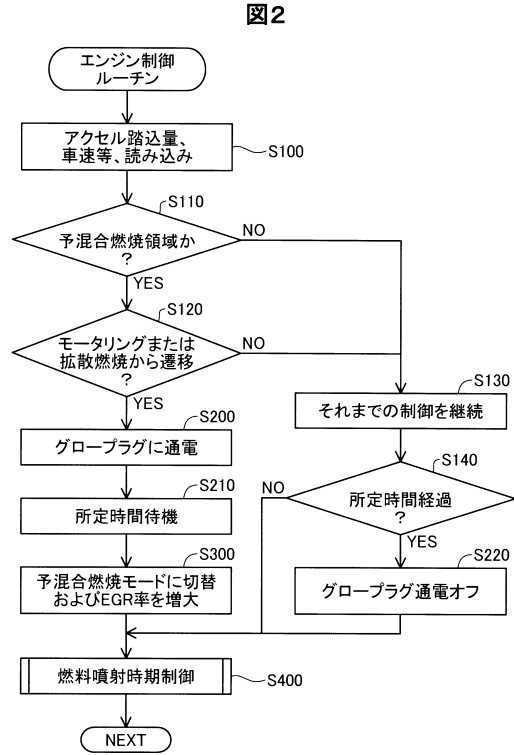 図2
エンジン制御
ルーチン
アクセル踏込量、
車速等、読み込み
S100
S110
予混合燃焼領域か
?
NO
YES
S120
モータリングまたは
拡散燃焼から遷移
?
NO
YES
S130
それまでの制御を継続
S200
グロープラグに通電
S140
所定時間経過
?
NO
YES
S210
所定時間待機
S220
グロープラグ通電オフ
S300
予混合燃焼モードに切替
およびEGR率を増大
燃料噴射時期制御
S400
NEXT